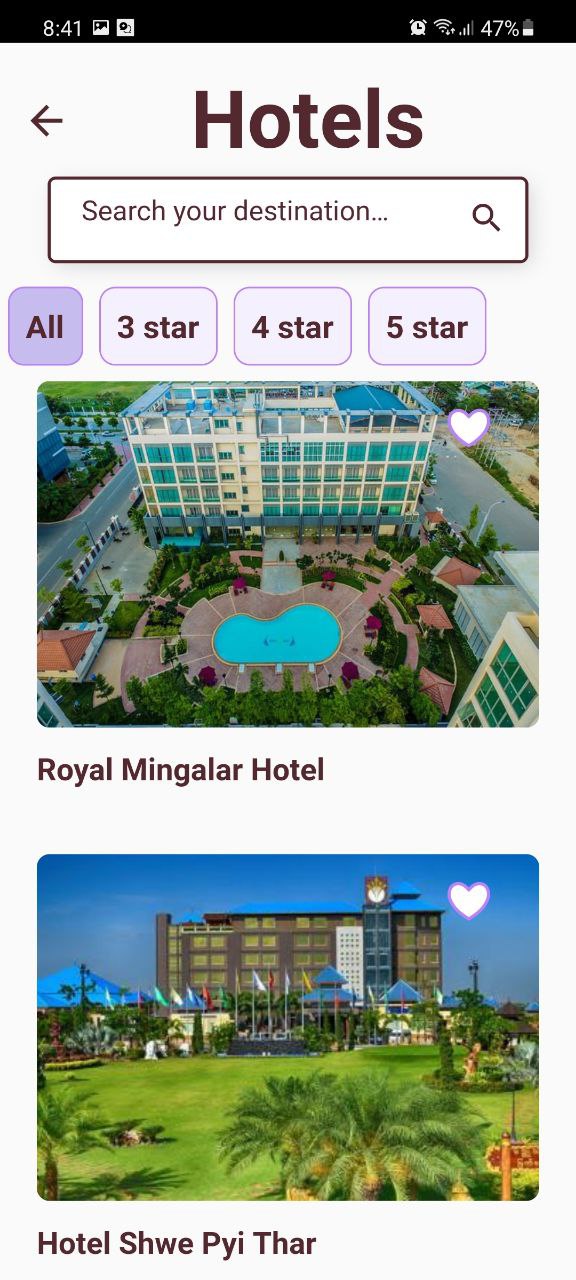 8:41 47%
Hotels
Search your destination...
All 3 star 4 star 5 star
Royal Mingalar Hotel
Hotel Shwe Pyi Thar